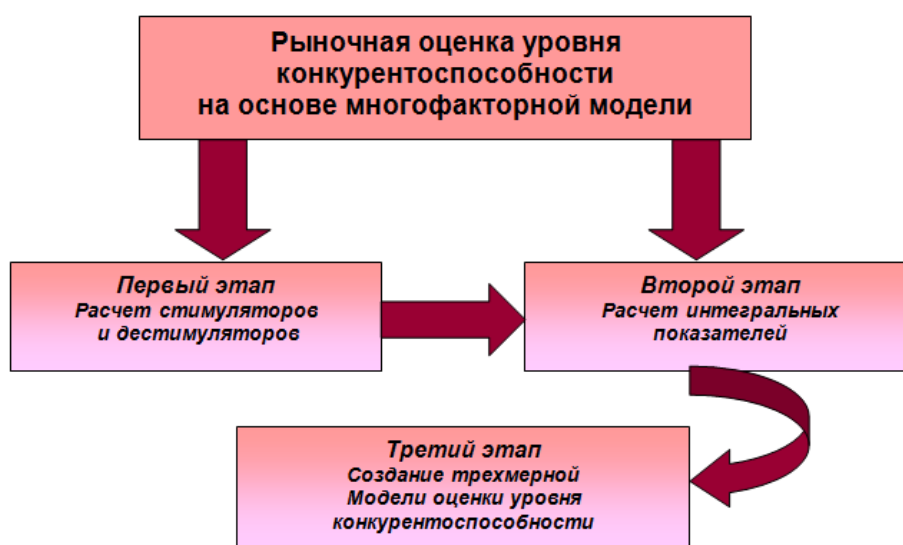 Рыночная оценка уровня
конкурентоспособности
на основе многофакторной модели
Первый этап
Расчет стимуляторов
и дестимуляторов
Второй этап
Расчет интегральных
показателей
Третий этап
Создание трехмерной
Модели оценки уровня
конкурентоспособности